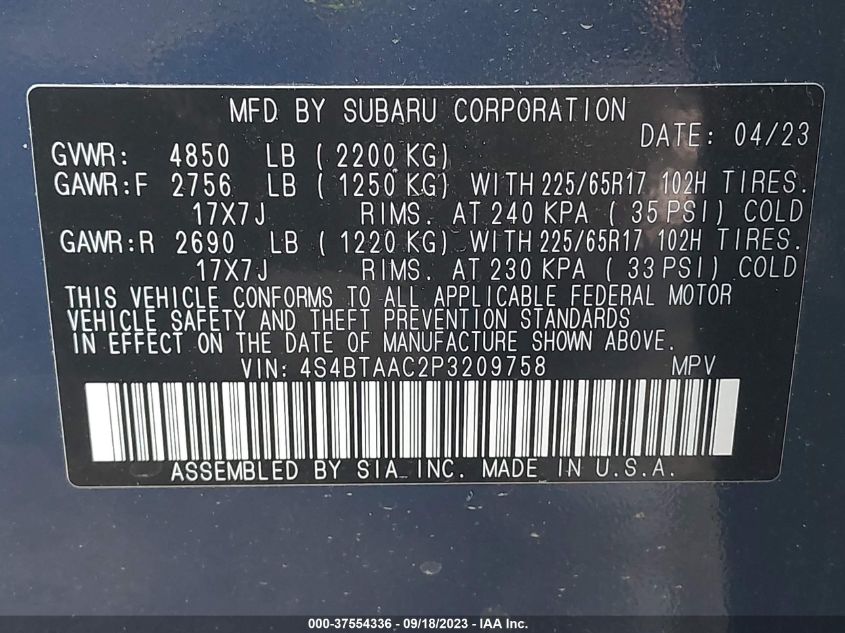 MFD BY SUBARU CORPORATION
DATE: 04/23
GVWR: 4850 LB ( 2200 KG)
GAWR:F 2756 LB ( 1250 KG) WITH 225/65R17 102H TIRES.
17X7J RIMS. AT 240 KPA ( 35 PSI) COLD
GAWR:R 2690 LB ( 1220 KG) WITH 225/65R17 102H TIRES.
17X7J RIMS. AT 230 KPA ( 33 PSI) COLD
THIS VEHICLE CONFORMS TO ALL APPLICABLE FEDERAL MOTOR
VEHICLE SAFETY AND THEFT PREVENTION STANDARDS
IN EFFECT ON THE DATE OF MANUFACTURE SHOWN ABOVE.
VIN: 4S4BTAAC2P3209758 MPV
ASSEMBLED BY SIA INC. MADE IN U.S.A.
000-37554336 - 09/18/2023 - IAA Inc.